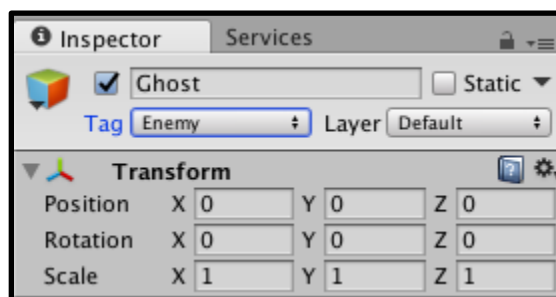 Inspector Services
Ghost Static
Tag Enemy Layer Default
Transform
Position X 0 Y 0 Z 0
Rotation X 0 Y 0 Z 0
Scale X 1 Y 1 Z 1